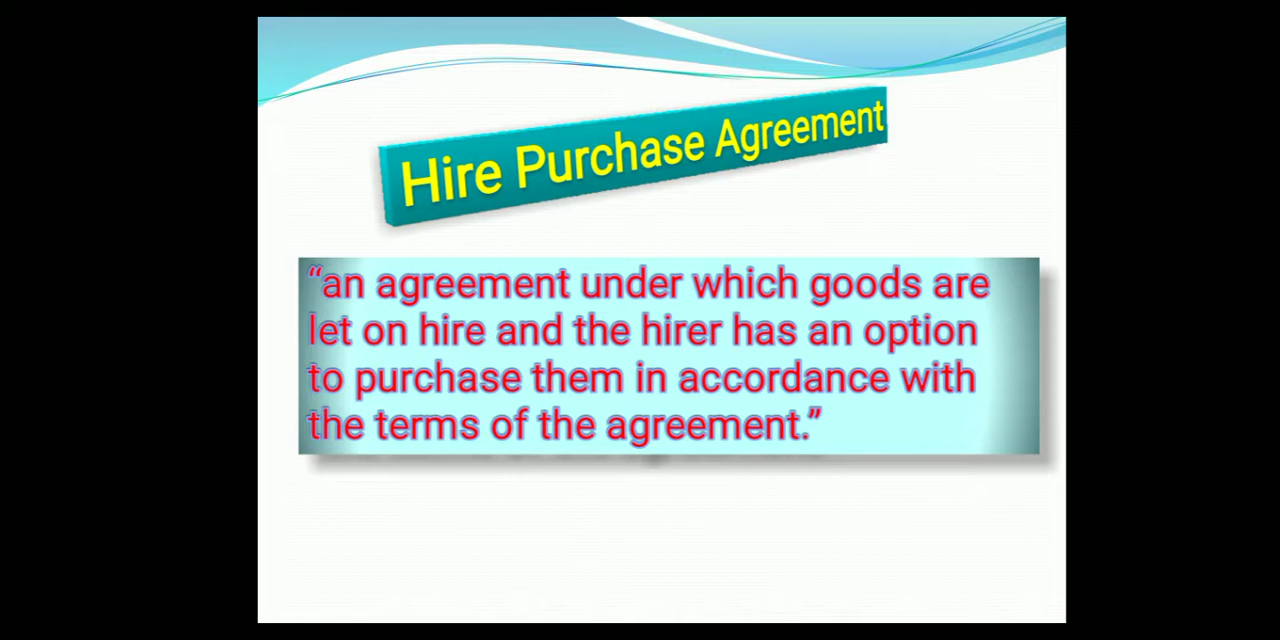 Hire Purchase Agreement
“an agreement under which goods are
let on hire and the hirer has an option
to purchase them in accordance with
the terms of the agreement.”